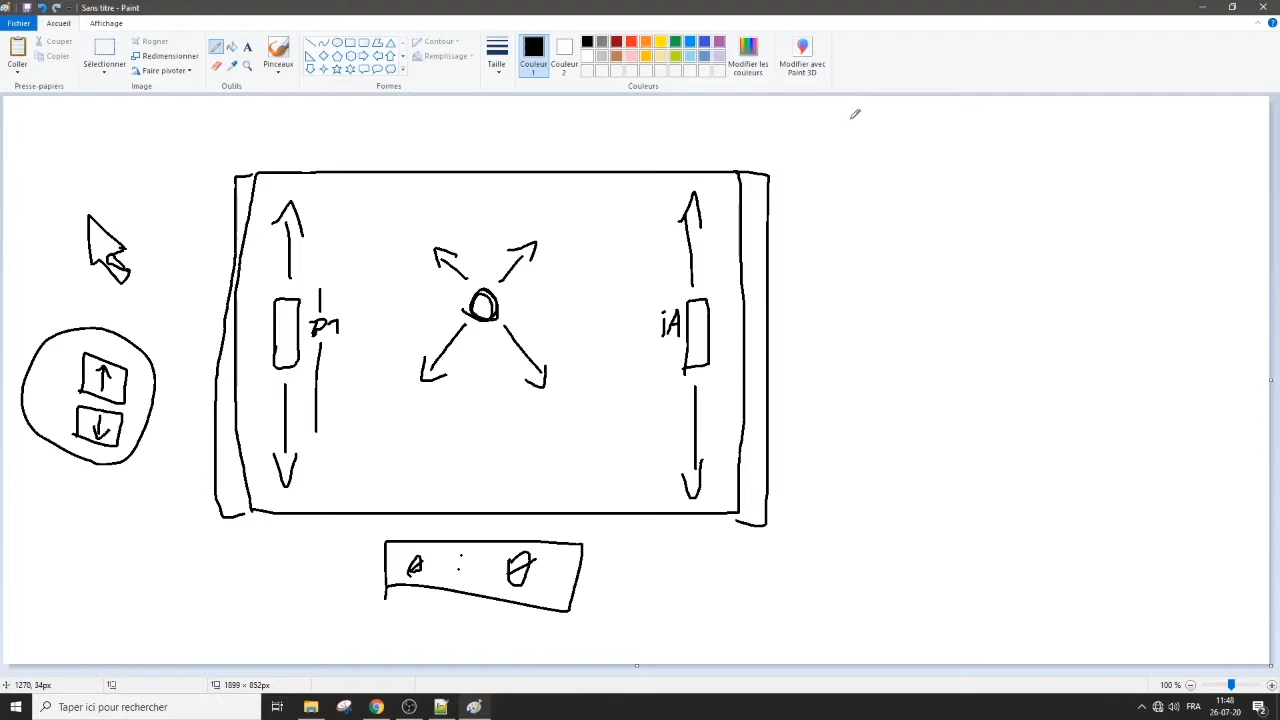 Sans titre - Paint
Fichier Accueil Affichage
Coller
Couper
Copier
Presse-papiers
Sélectionner
Rogner
Redimensionner
Faire pivoter
Image
A
Outils
Pinceaux
Contour
Remplissage
Formes
Taille
Couleur 1
Couleur 2
Couleurs
Modifier les couleurs
Modifier avec Paint 3D
iA
0 : 0
1270, 34px
1899 × 852px
100 %
Taper ici pour rechercher
FRA
11:48
26-07-20
2